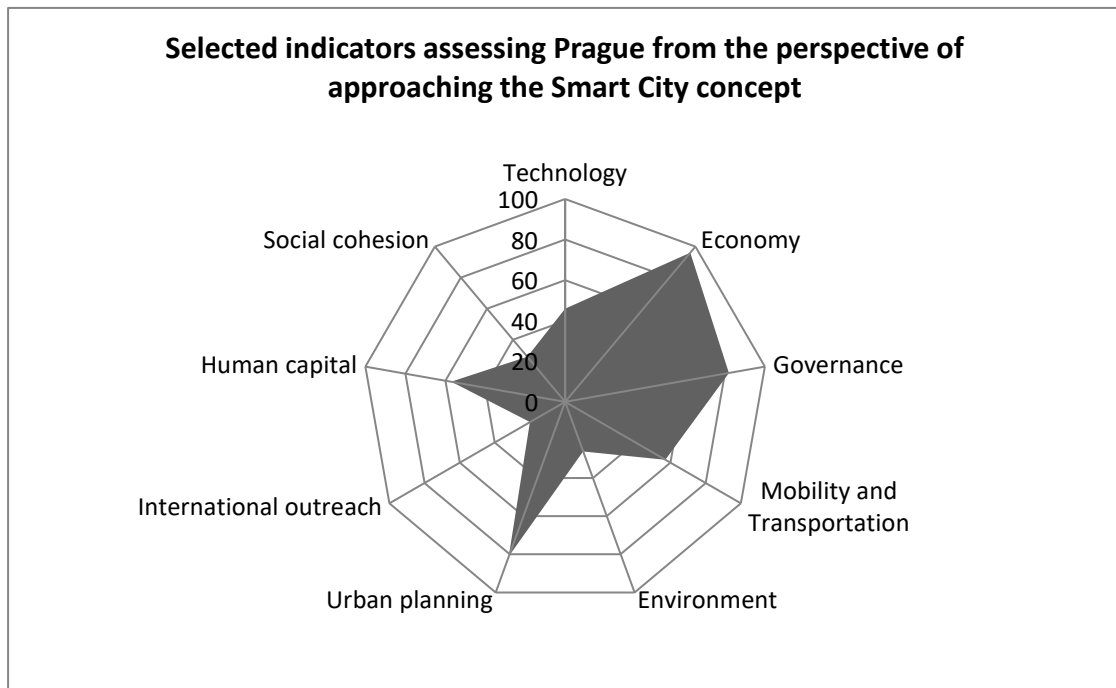 Selected indicators assessing Prague from the perspective of
approaching the Smart City concept
Technology
100
80
60
40
20
0
Economy
Governance
Mobility and
Transportation
Environment
Urban planning
International outreach
Human capital
Social cohesion